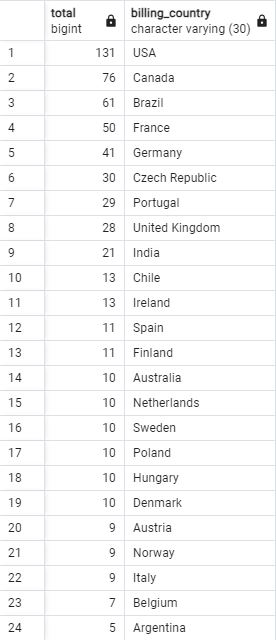 total billing_country
bigint character varying (30)
1 131 USA
2 76 Canada
3 61 Brazil
4 50 France
5 41 Germany
6 30 Czech Republic
7 29 Portugal
8 28 United Kingdom
9 21 India
10 13 Chile
11 13 Ireland
12 11 Spain
13 11 Finland
14 10 Australia
15 10 Netherlands
16 10 Sweden
17 10 Poland
18 10 Hungary
19 10 Denmark
20 9 Austria
21 9 Norway
22 9 Italy
23 7 Belgium
24 5 Argentina